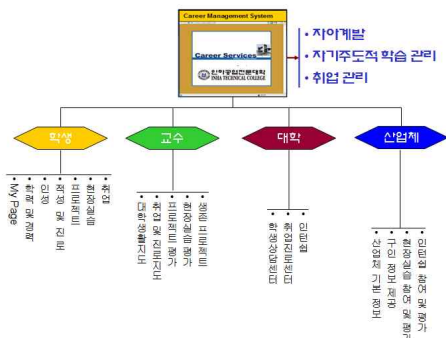 Career Management System
Career Services
인하공업전문대학
INHA TECHNICAL COLLEGE
• 자아계발
• 자기주도적 학습 관리
• 취업 관리
학생
교수
대학
산업체
• My Page
• 학력 및 경력
• 인성
• 적성 및 진로
• 프로젝트
• 현장실습
• 취업
• 대학생활지도
• 취업 및 진로지도
• 프로젝트 평가
• 현장실습 평가
• 생존 프로젝트
• 학생상담센터
• 취업진로센터
• 인턴쉽
• 산업체 기본 정보
• 구인 정보 제공
• 현장실습 참여 및 평가
• 인턴쉽 참여 및 평가